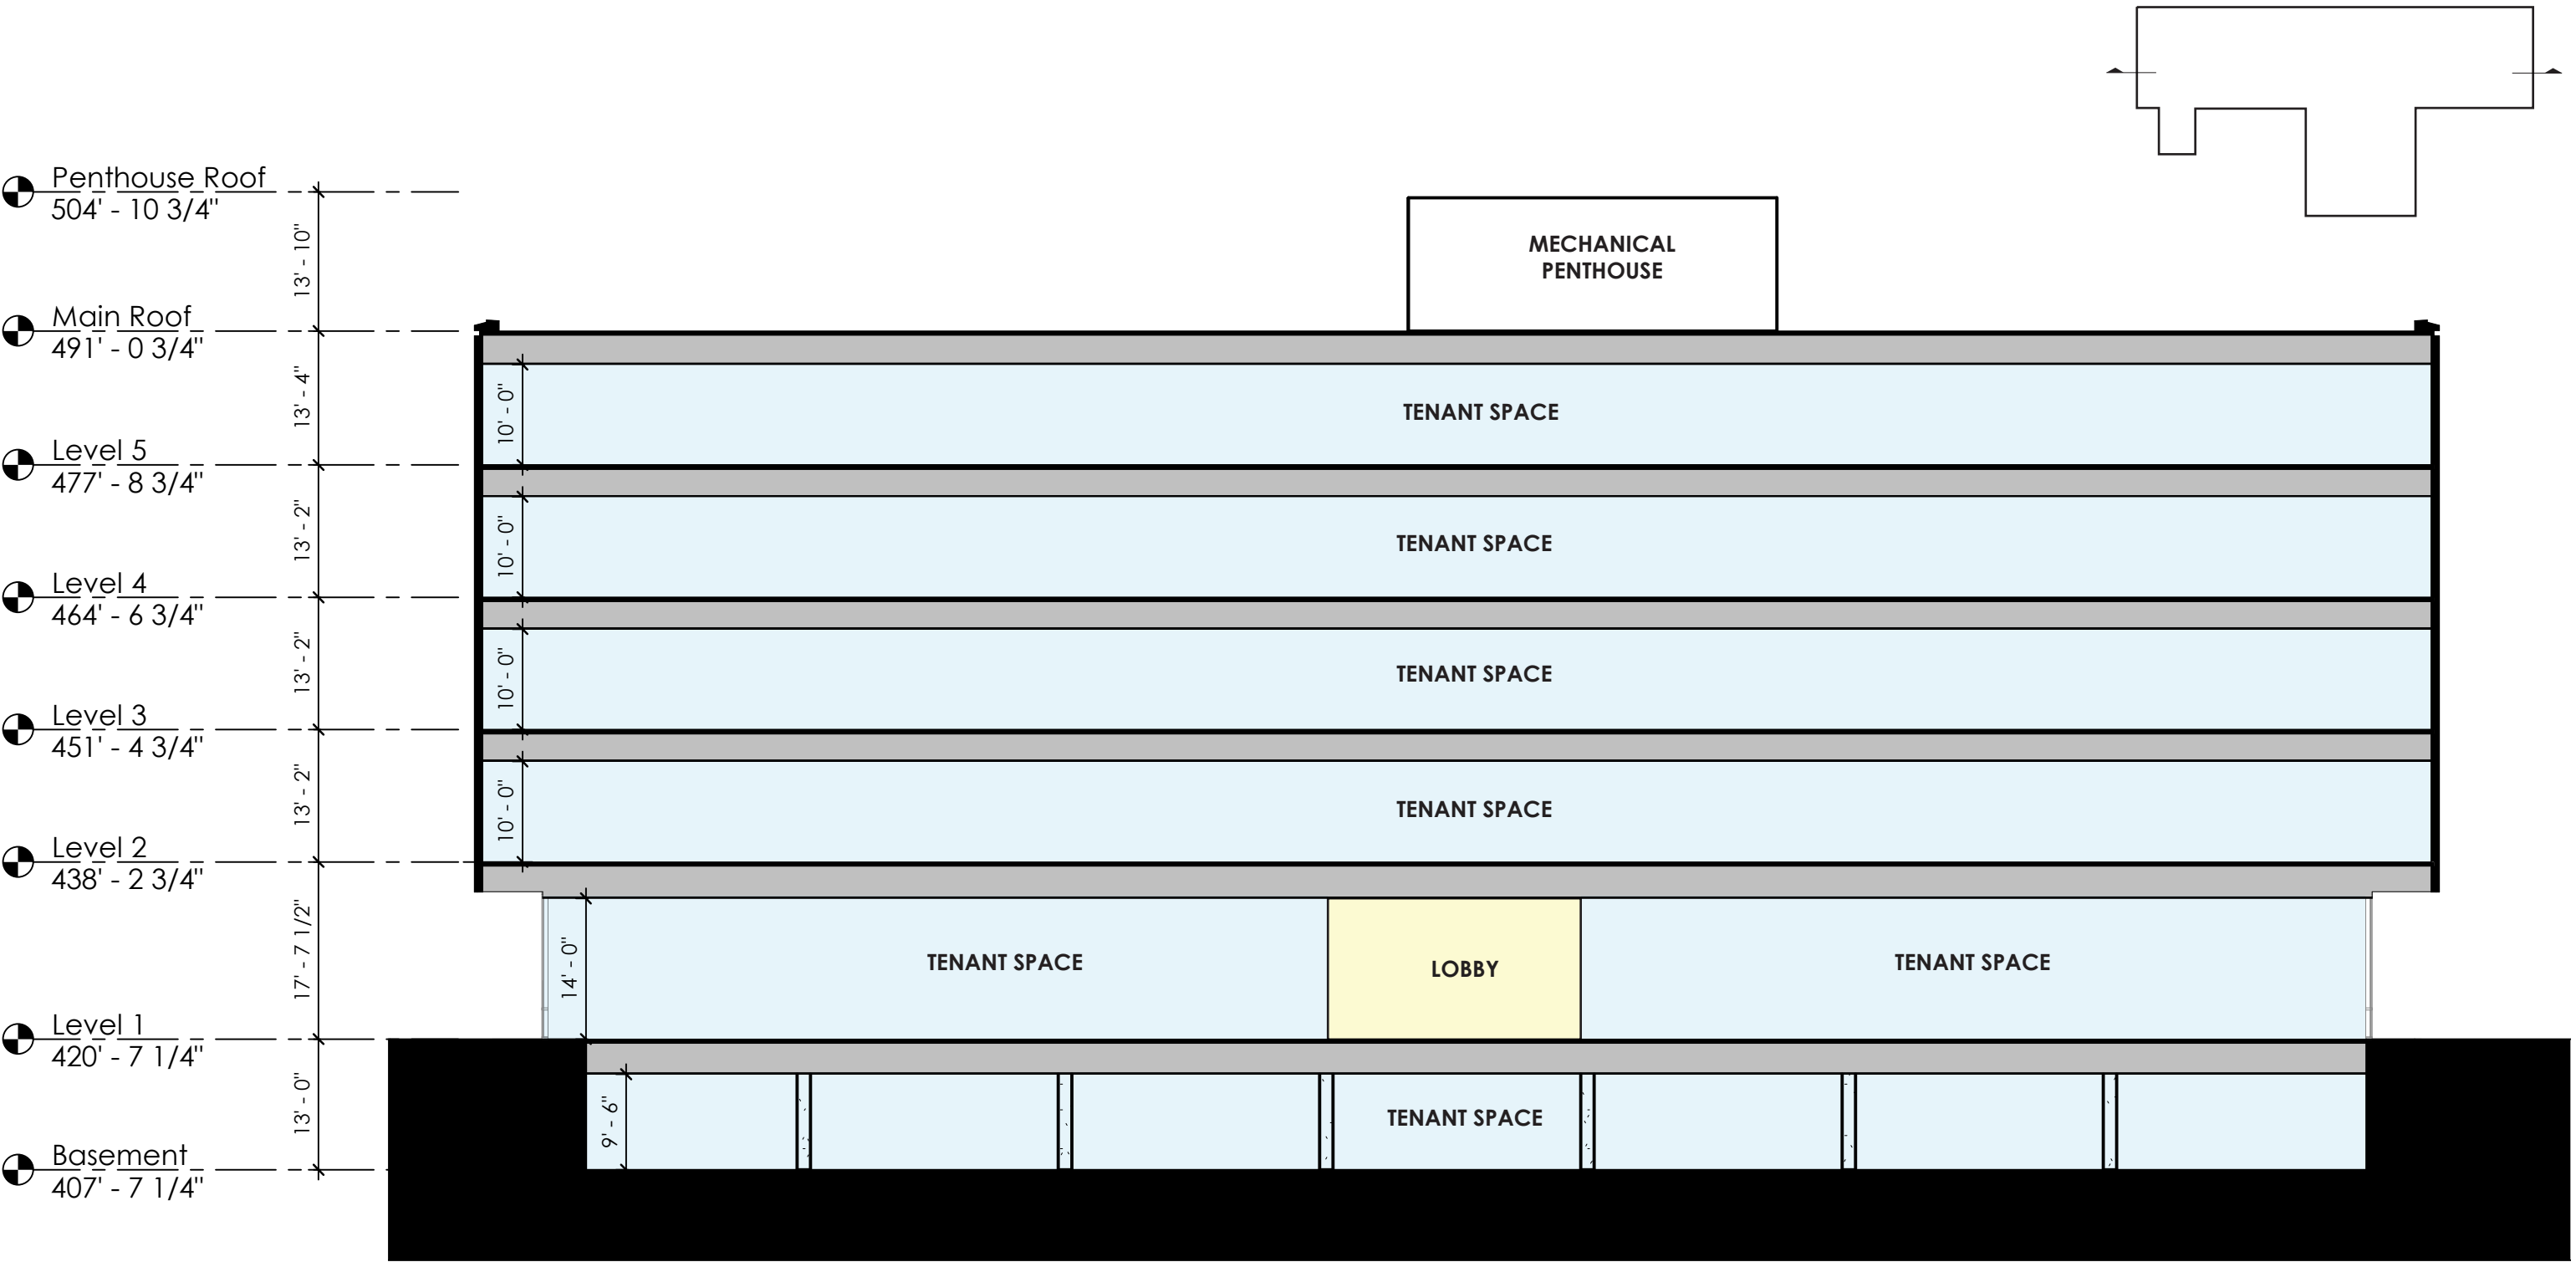 Penthouse Roof
504' - 10 3/4"
13' - 10"
MECHANICAL
PENTHOUSE
Main Roof
491' - 0 3/4"
13' - 4"
10' - 0"
TENANT SPACE
Level 5
477' - 8 3/4"
13' - 2"
10' - 0"
TENANT SPACE
Level 4
464' - 6 3/4"
13' - 2"
10' - 0"
TENANT SPACE
Level 3
451' - 4 3/4"
13' - 2"
10' - 0"
TENANT SPACE
Level 2
438' - 2 3/4"
17' - 7 1/2"
14' - 0"
TENANT SPACE
LOBBY
TENANT SPACE
Level 1
420' - 7 1/4"
13' - 0"
9' - 6"
TENANT SPACE
Basement
407' - 7 1/4"